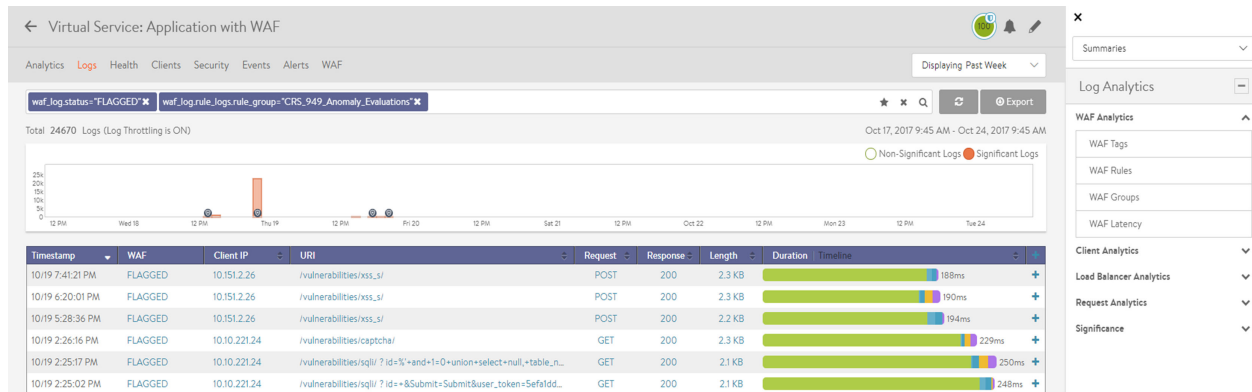 Virtual Service: Application with WAF
100
Analytics Logs Health Clients Security Events Alerts WAF
Displaying Past Week
waf_log.status="FLAGGED" waf_log.rule_logs.rule_group="CRS_949_Anomaly_Evaluations"
Export
Total 24670 Logs (Log Throttling is ON)
Oct 17, 2017 9:45 AM - Oct 24, 2017 9:45 AM
Non-Significant Logs Significant Logs
25k
20k
15k
10k
5k
0
12 PM Wed 18 12 PM Thu 19 12 PM Fri 20 12 PM Sat 21 12 PM Oct 22 12 PM Mon 23 12 PM Tue 24
Timestamp WAF Client IP URI Request Response Length Duration Timeline
10/19 7:41:21 PM FLAGGED 10.151.2.26 /vulnerabilities/xss_s/ POST 200 2.3 KB 188ms
10/19 6:20:01 PM FLAGGED 10.151.2.26 /vulnerabilities/xss_s/ POST 200 2.3 KB 190ms
10/19 5:28:36 PM FLAGGED 10.151.2.26 /vulnerabilities/xss_s/ POST 200 2.2 KB 194ms
10/19 2:26:16 PM FLAGGED 10.10.221.24 /vulnerabilities/captcha/ GET 200 2.3 KB 229ms
10/19 2:25:17 PM FLAGGED 10.10.221.24 /vulnerabilities/sqli/ ? id=%'+and+1=0+union+select+null,+table_n... GET 200 2.1 KB 250ms
10/19 2:25:02 PM FLAGGED 10.10.221.24 /vulnerabilities/sqli/ ? id=+&Submit=Submit&user_token=5efa1dd... GET 200 2.1 KB 248ms
Summaries
Log Analytics
WAF Analytics
WAF Tags
WAF Rules
WAF Groups
WAF Latency
Client Analytics
Load Balancer Analytics
Request Analytics
Significance